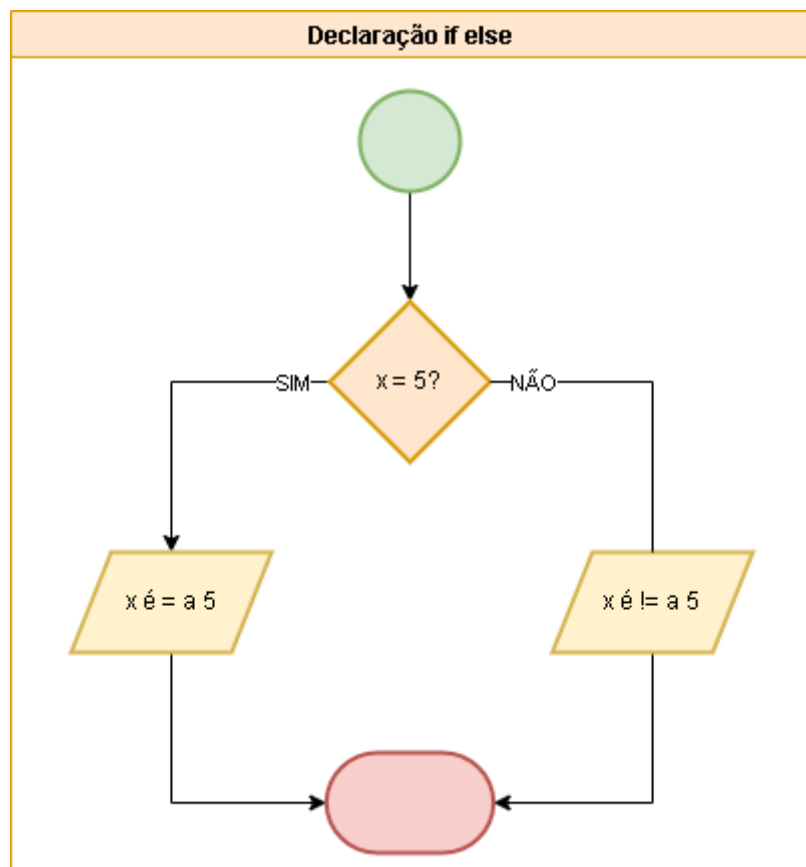 Declaração if else
x = 5?
SIM
NÃO
x é = a 5
x é != a 5